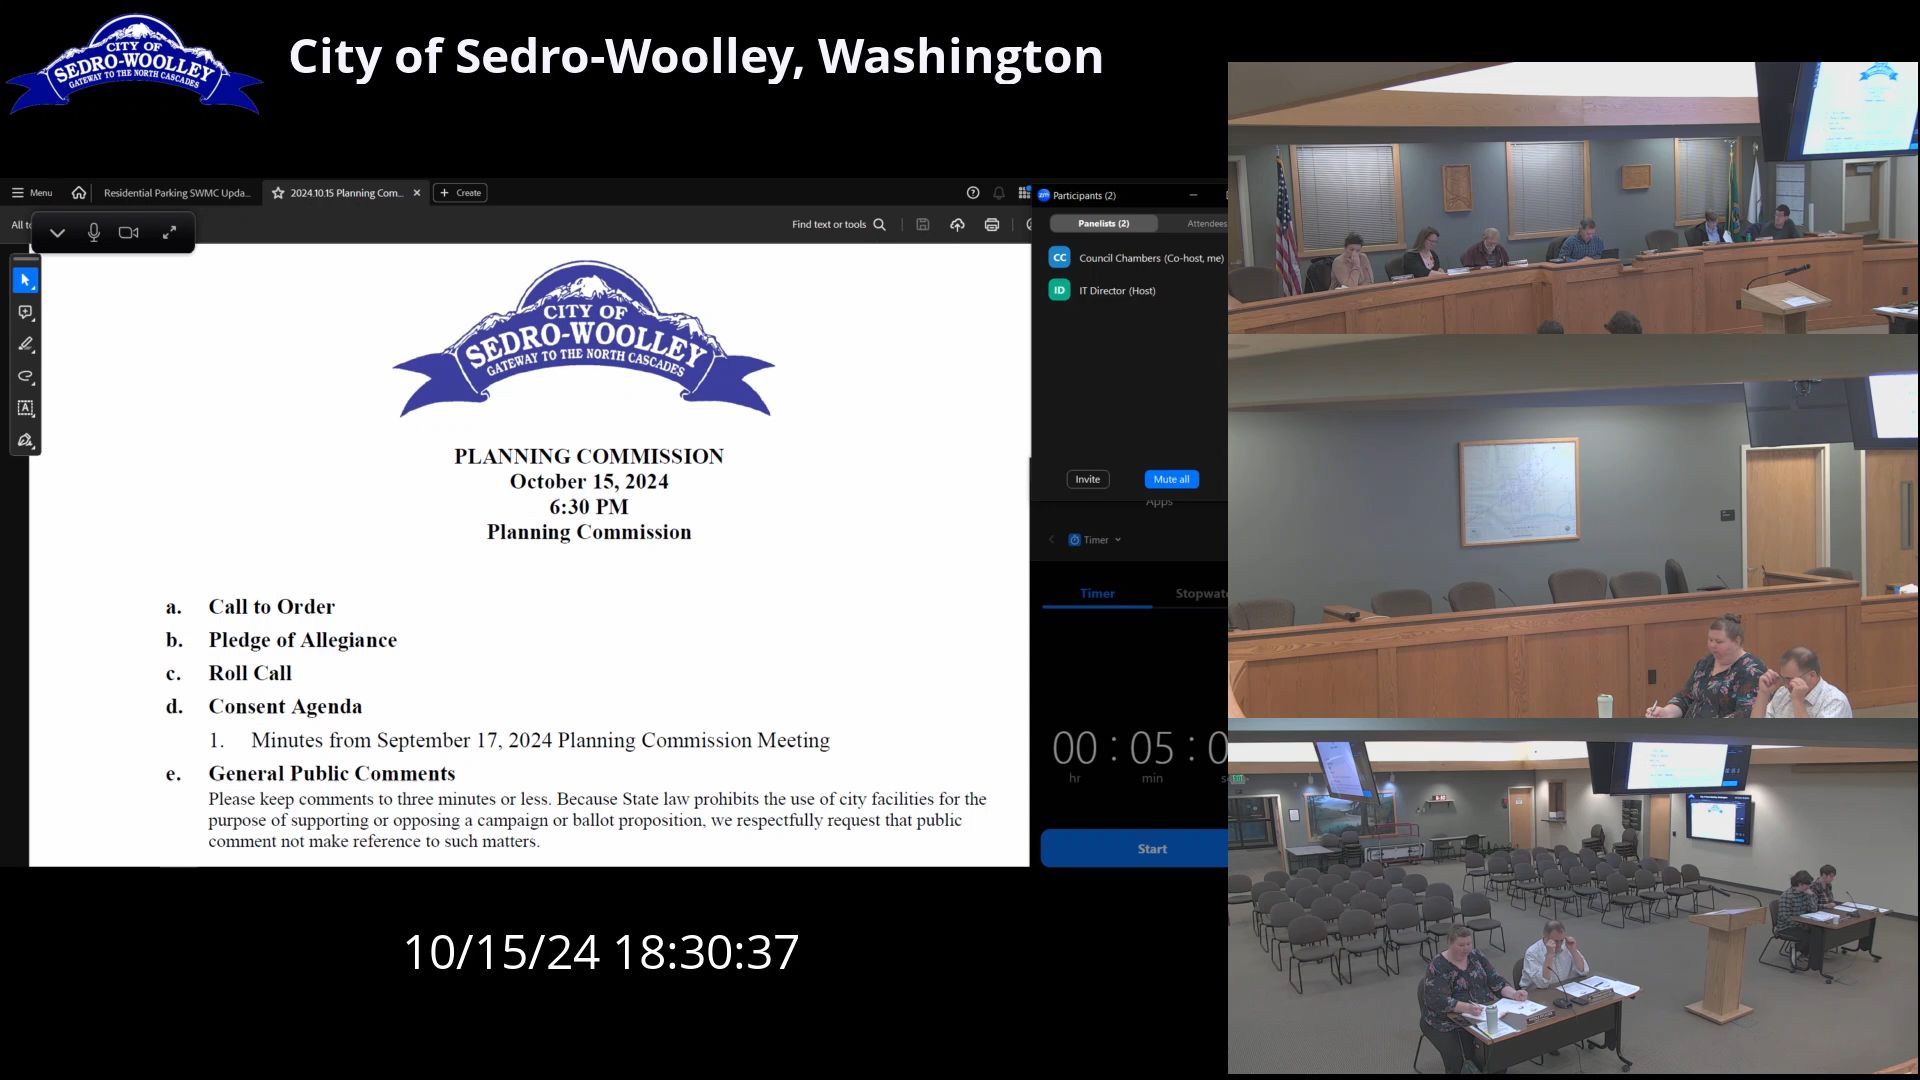 CITY OF
SEDRO-WOOLLEY
GATEWAY TO THE NORTH CASCADES
City of Sedro-Woolley, Washington
Menu
Residential Parking SWMC Upda...
2024.10.15 Planning Com...
Create
All to
Find text or tools
Participants (2)
Panelists (2)
Attendees
CC Council Chambers (Co-host, me)
ID IT Director (Host)
Invite
Mute all
Apps
Timer
Timer
Stopwat
00 : 05 : 0
hr
min
Start
CITY OF
SEDRO-WOOLLEY
GATEWAY TO THE NORTH CASCADES
PLANNING COMMISSION
October 15, 2024
6:30 PM
Planning Commission
a. Call to Order
b. Pledge of Allegiance
c. Roll Call
d. Consent Agenda
1. Minutes from September 17, 2024 Planning Commission Meeting
e. General Public Comments
Please keep comments to three minutes or less. Because State law prohibits the use of city facilities for the
purpose of supporting or opposing a campaign or ballot proposition, we respectfully request that public
comment not make reference to such matters.
10/15/24 18:30:37